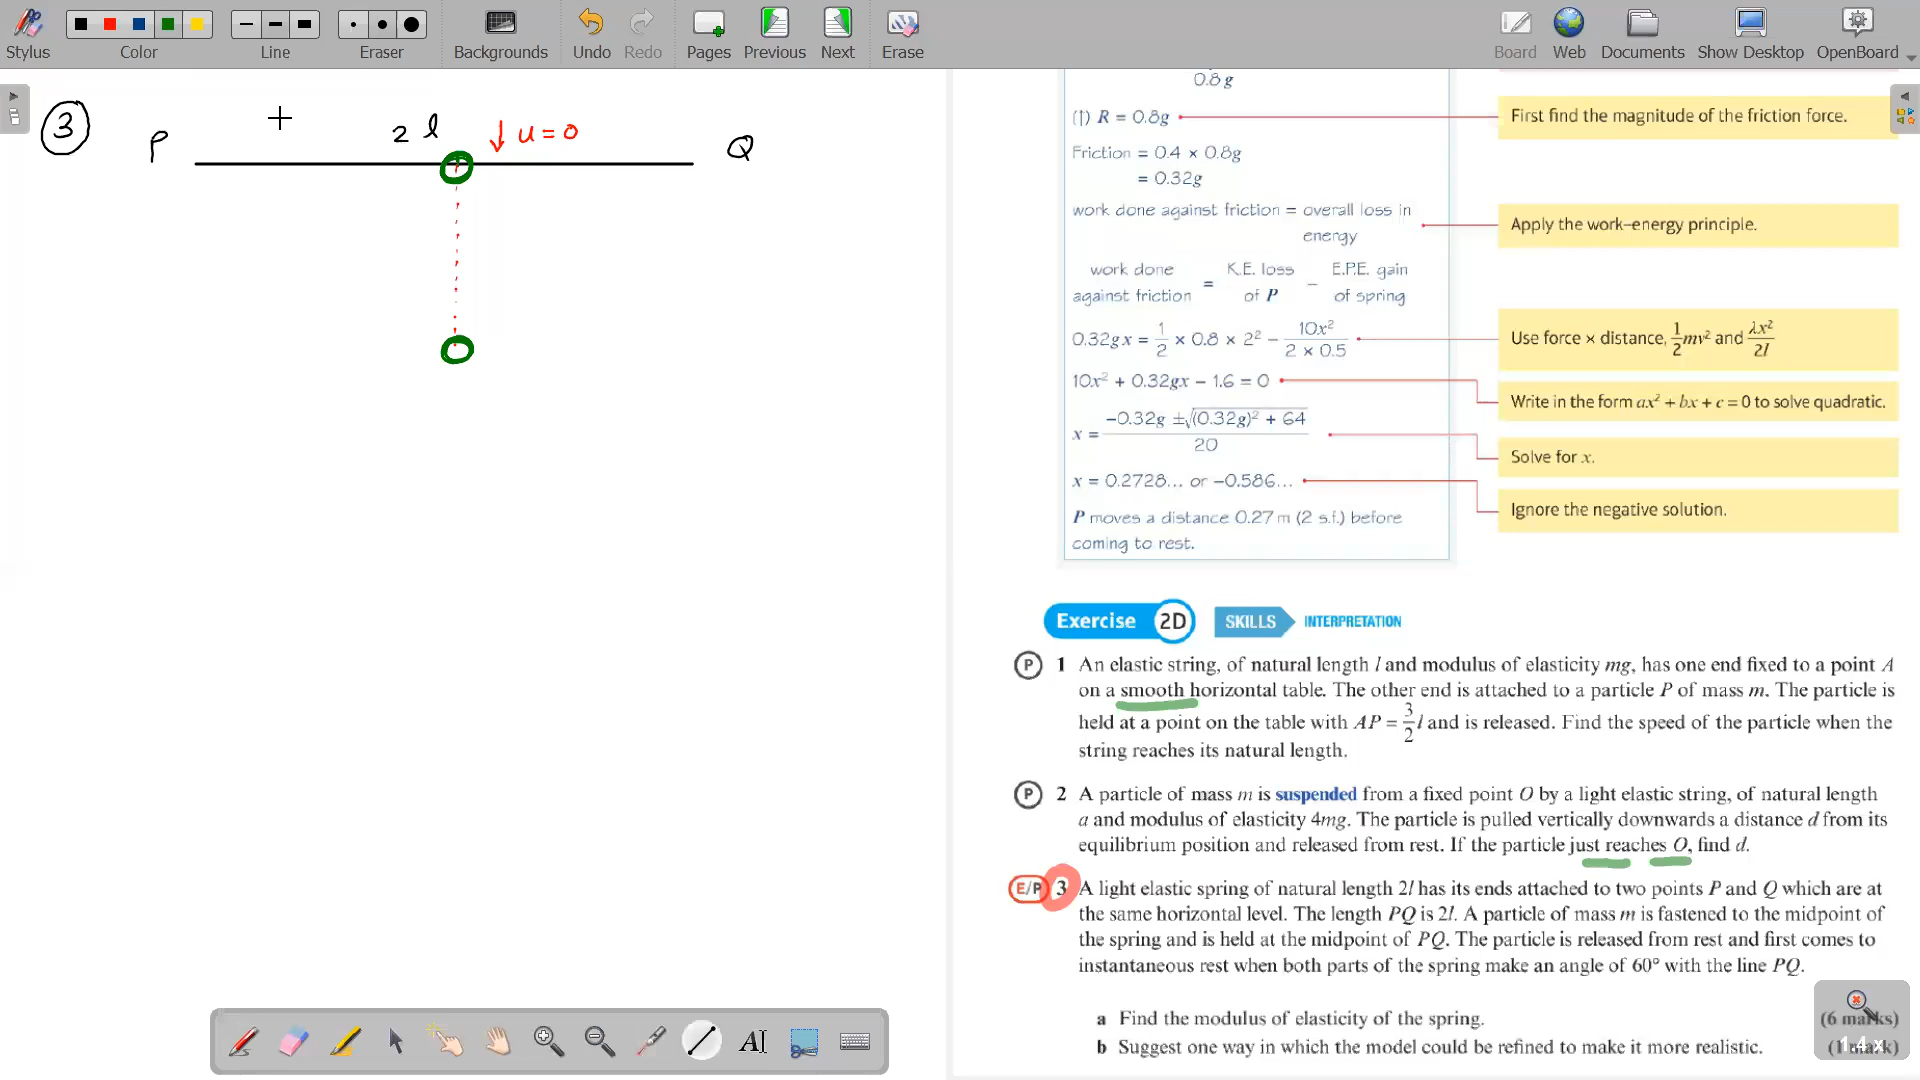 Stylus
Color
Line
Eraser
Backgrounds
Undo
Redo
Pages
Previous
Next
Erase
Board
Web
Documents
Show Desktop
OpenBoard
3
P
2 l
↓ u = 0
Q
0.8g
(↑) R = 0.8g
First find the magnitude of the friction force.
Friction = 0.4 × 0.8g
= 0.32g
work done against friction = overall loss in
energy
Apply the work–energy principle.
work done against friction = K.E. loss of P − E.P.E. gain of spring
0.32gx = 1/2 × 0.8 × 2² − 10x²/(2 × 0.5)
Use force × distance, 1/2 mv² and λx²/2l
10x² + 0.32gx − 1.6 = 0
Write in the form ax² + bx + c = 0 to solve quadratic.
x = (−0.32g ±√((0.32g)² + 64))/20
Solve for x.
x = 0.2728... or −0.586...
Ignore the negative solution.
P moves a distance 0.27 m (2 s.f.) before
coming to rest.
Exercise 2D SKILLS INTERPRETATION
P 1 An elastic string, of natural length l and modulus of elasticity mg, has one end fixed to a point A
on a smooth horizontal table. The other end is attached to a particle P of mass m. The particle is
held at a point on the table with AP = 3/2 l and is released. Find the speed of the particle when the
string reaches its natural length.
P 2 A particle of mass m is suspended from a fixed point O by a light elastic string, of natural length
a and modulus of elasticity 4mg. The particle is pulled vertically downwards a distance d from its
equilibrium position and released from rest. If the particle just reaches O, find d.
E/P 3 A light elastic spring of natural length 2l has its ends attached to two points P and Q which are at
the same horizontal level. The length PQ is 2l. A particle of mass m is fastened to the midpoint of
the spring and is held at the midpoint of PQ. The particle is released from rest and first comes to
instantaneous rest when both parts of the spring make an angle of 60° with the line PQ.
a Find the modulus of elasticity of the spring. (6 marks)
b Suggest one way in which the model could be refined to make it more realistic. (1 mark)
1.4 x